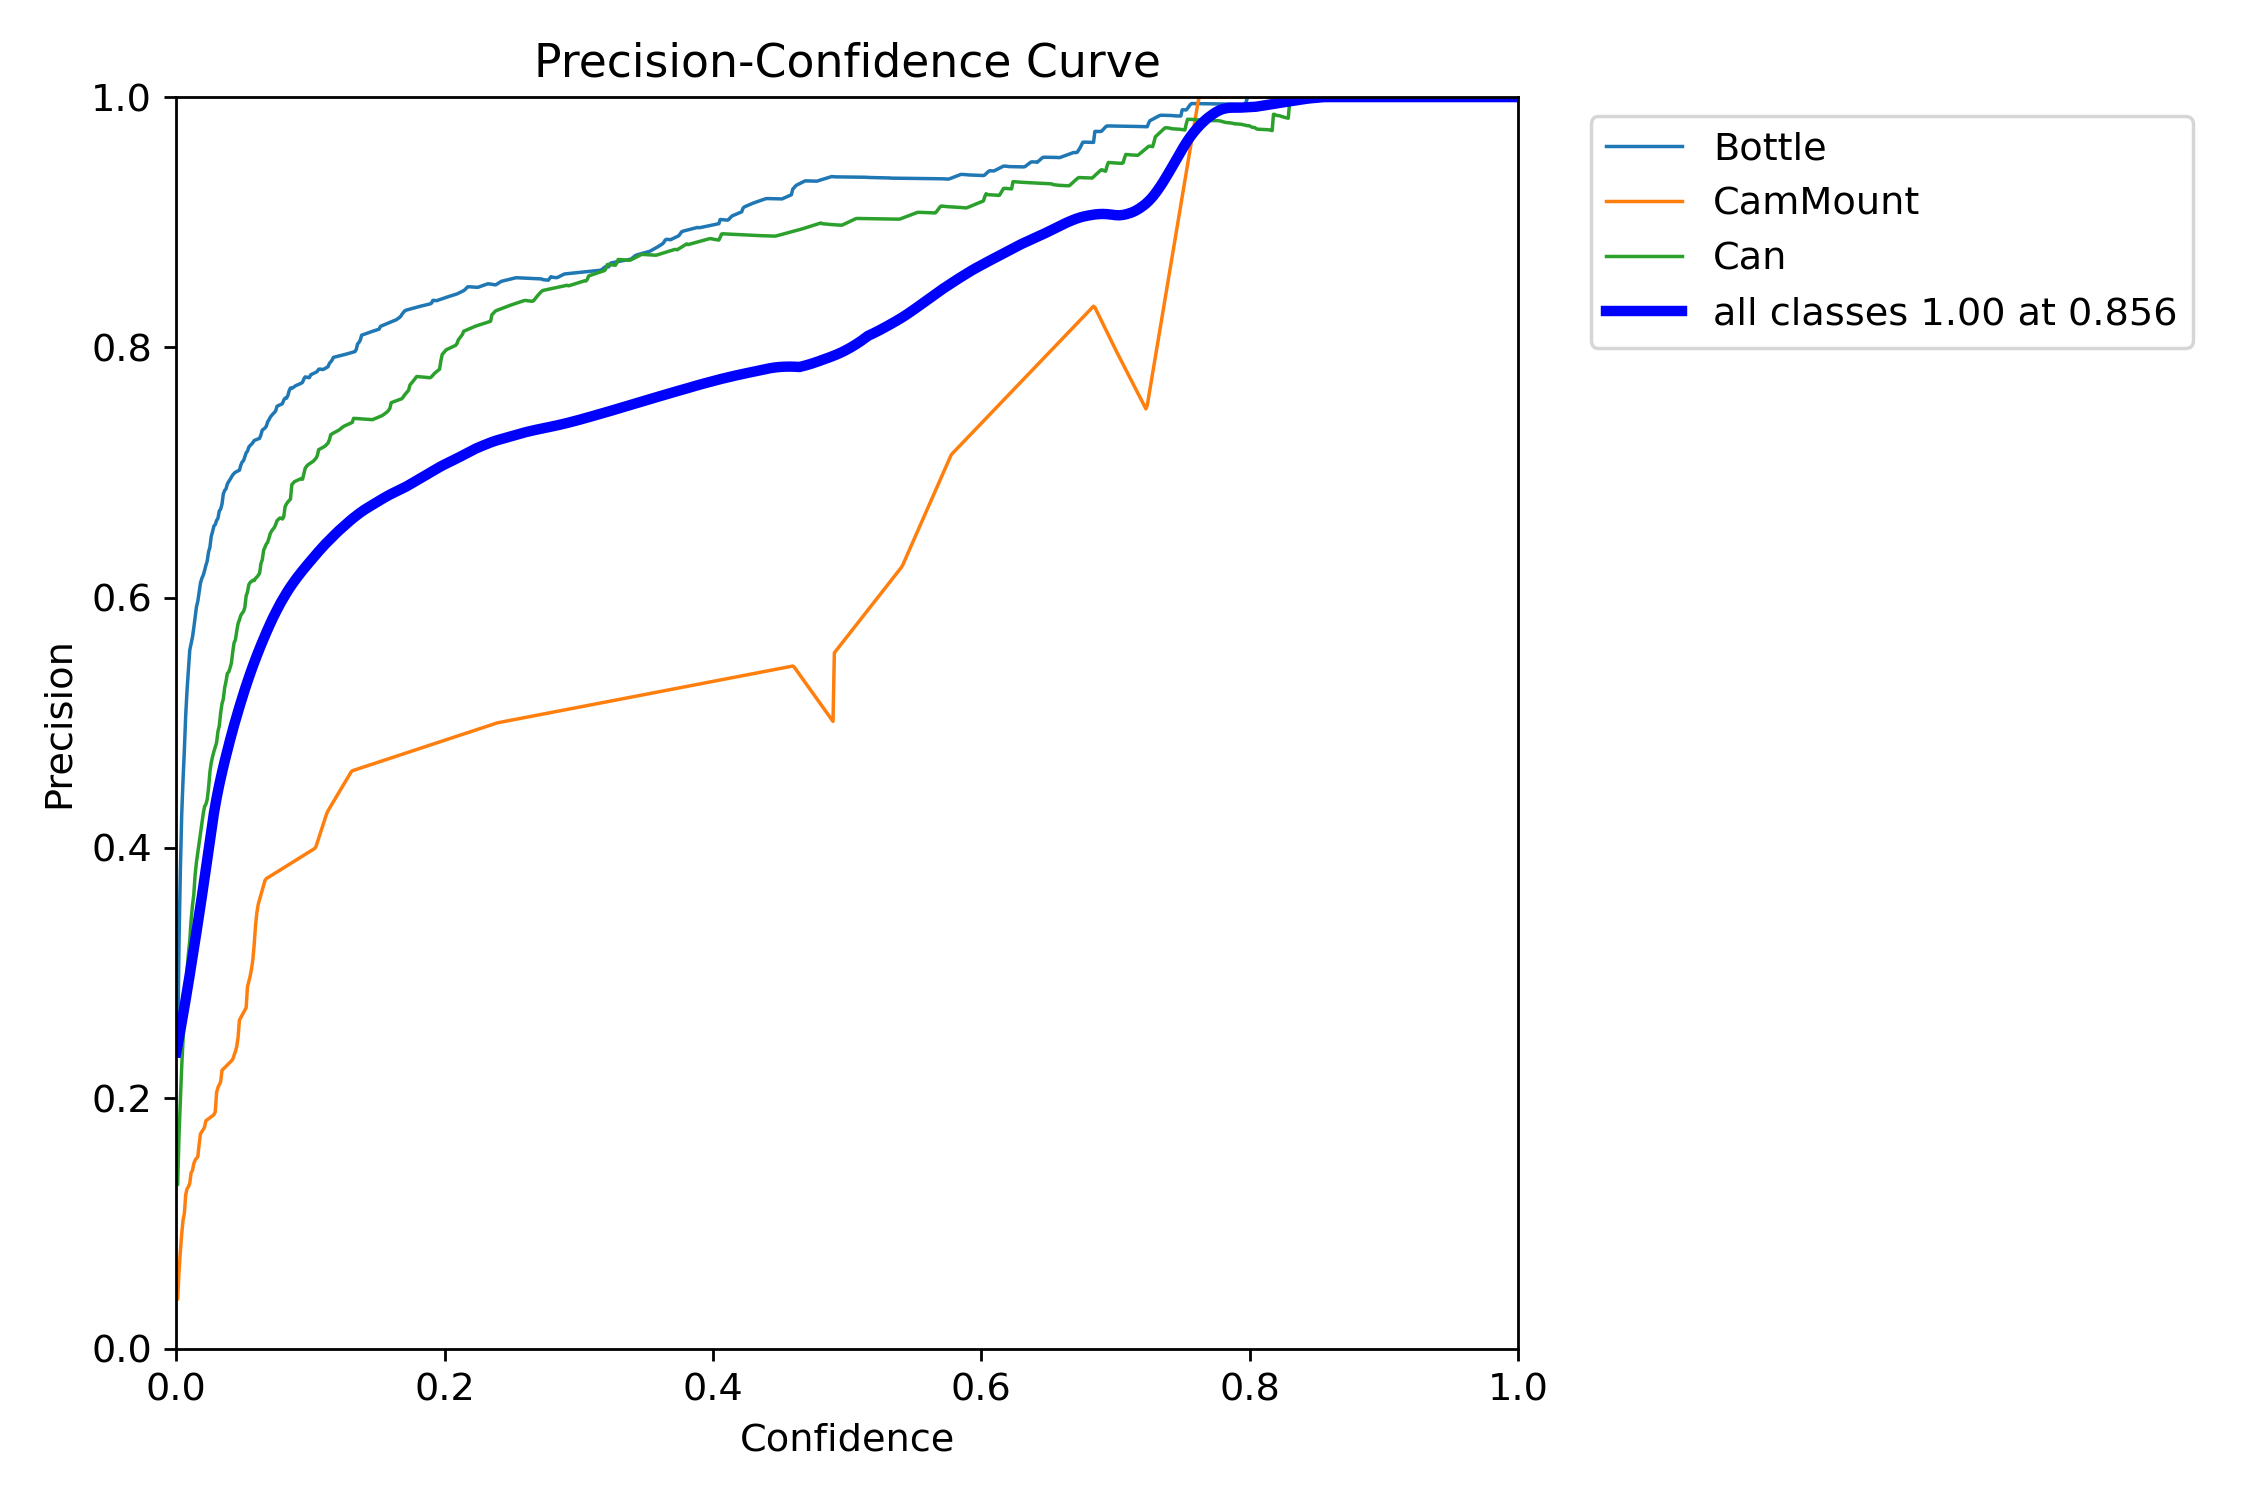 Precision-Confidence Curve
1.0
0.8
0.6
0.4
0.2
0.0
Precision
0.0 0.2 0.4 0.6 0.8 1.0
Confidence
Bottle
CamMount
Can
all classes 1.00 at 0.856